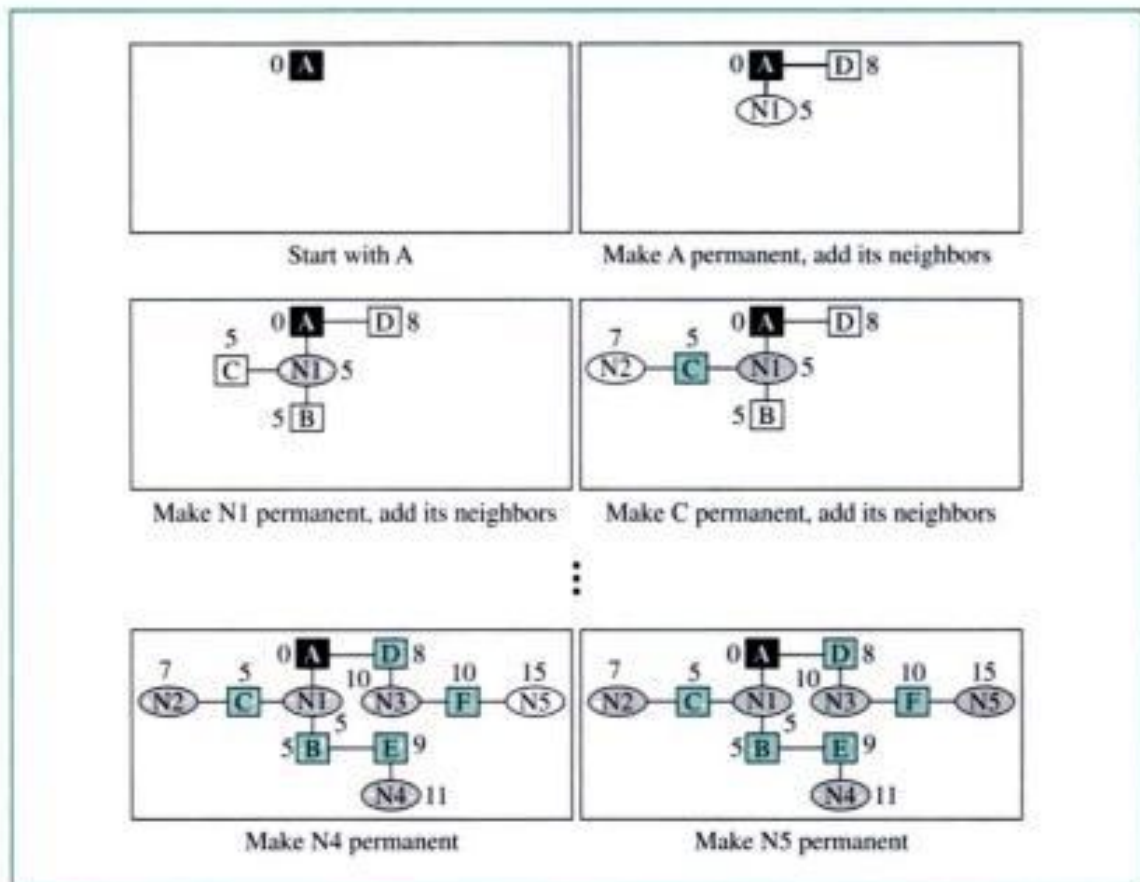 0 A
0 A D 8
N1 5
Start with A
Make A permanent, add its neighbors
0 A D 8
5
C N1 5
5 B
0 A D 8
7 5
N2 C N1 5
5 B
Make N1 permanent, add its neighbors
Make C permanent, add its neighbors
0 A D 8
7 5 10 10 15
N2 C N1 N3 F N5
5
5 B E 9
N4 11
0 A D 8
7 5 10 10 15
N2 C N1 N3 F N5
5
5 B E 9
N4 11
Make N4 permanent
Make N5 permanent